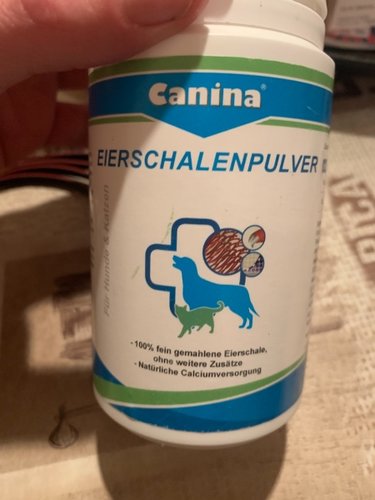 Canina®
EIERSCHALENPULVER
Für Hunde & Katzen
-100% fein gemahlene Eierschale,
ohne weitere Zusätze
- Natürliche Calciumversorgung